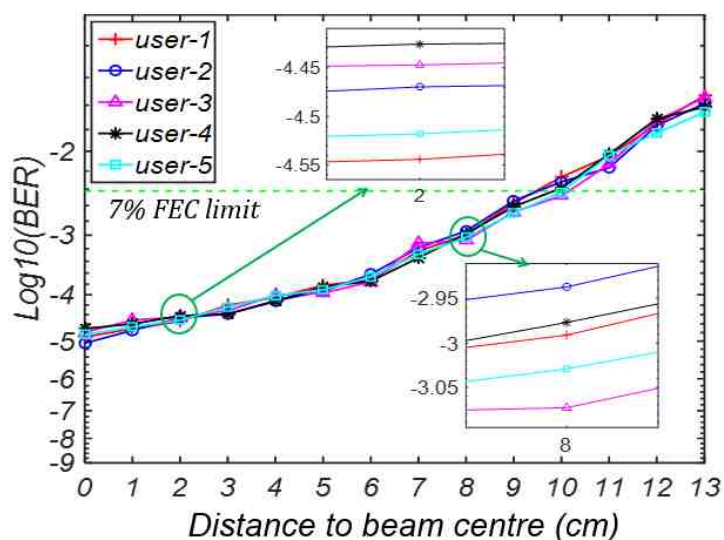 user-1
user-2
user-3
user-4
user-5
-4.45
-4.5
-4.55
2
7% FEC limit
-2.95
-3
-3.05
8
Log10(BER)
-2
-3
-4
-5
-6
-7
-8
-9
0 1 2 3 4 5 6 7 8 9 10 11 12 13
Distance to beam centre (cm)